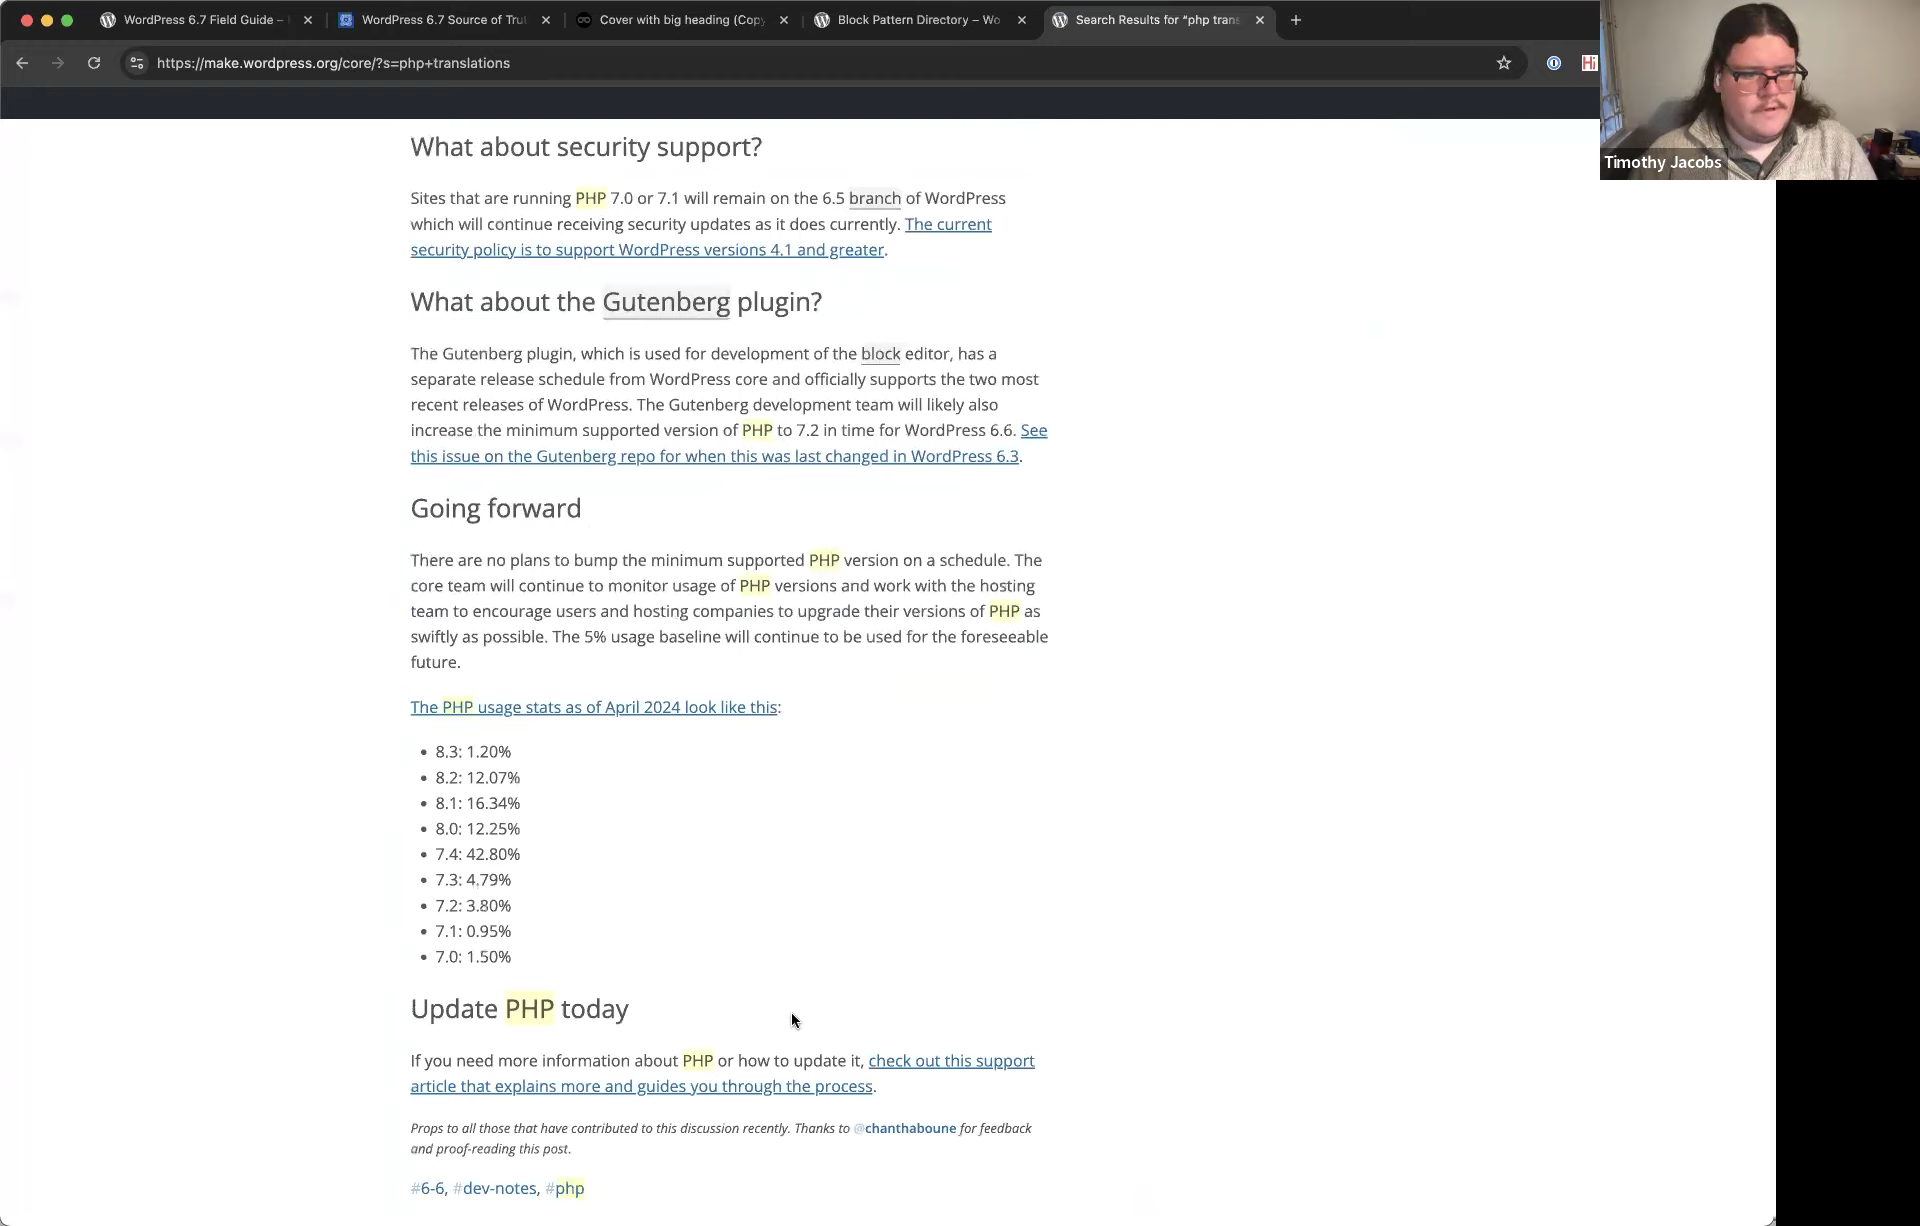 WordPress 6.7 Field Guide –
WordPress 6.7 Source of Tru
Cover with big heading (Copy
Block Pattern Directory – Wo
Search Results for “php trans
https://make.wordpress.org/core/?s=php+translations
Hi
Timothy Jacobs
What about security support?
Sites that are running PHP 7.0 or 7.1 will remain on the 6.5 branch of WordPress
which will continue receiving security updates as it does currently. The current
security policy is to support WordPress versions 4.1 and greater.
What about the Gutenberg plugin?
The Gutenberg plugin, which is used for development of the block editor, has a
separate release schedule from WordPress core and officially supports the two most
recent releases of WordPress. The Gutenberg development team will likely also
increase the minimum supported version of PHP to 7.2 in time for WordPress 6.6. See
this issue on the Gutenberg repo for when this was last changed in WordPress 6.3.
Going forward
There are no plans to bump the minimum supported PHP version on a schedule. The
core team will continue to monitor usage of PHP versions and work with the hosting
team to encourage users and hosting companies to upgrade their versions of PHP as
swiftly as possible. The 5% usage baseline will continue to be used for the foreseeable
future.
The PHP usage stats as of April 2024 look like this:
• 8.3: 1.20%
• 8.2: 12.07%
• 8.1: 16.34%
• 8.0: 12.25%
• 7.4: 42.80%
• 7.3: 4.79%
• 7.2: 3.80%
• 7.1: 0.95%
• 7.0: 1.50%
Update PHP today
If you need more information about PHP or how to update it, check out this support
article that explains more and guides you through the process.
Props to all those that have contributed to this discussion recently. Thanks to @chanthaboune for feedback
and proof-reading this post.
#6-6, #dev-notes, #php